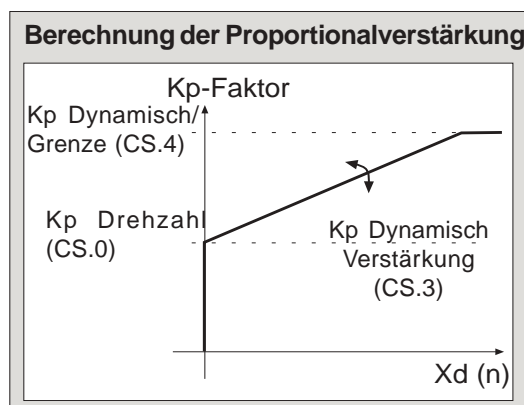 Berechnung der Proportionalverstärkung
Kp-Faktor
Kp Dynamisch/
Grenze (CS.4)
Kp Drehzahl
(CS.0)
Kp Dynamisch
Verstärkung
(CS.3)
Xd (n)